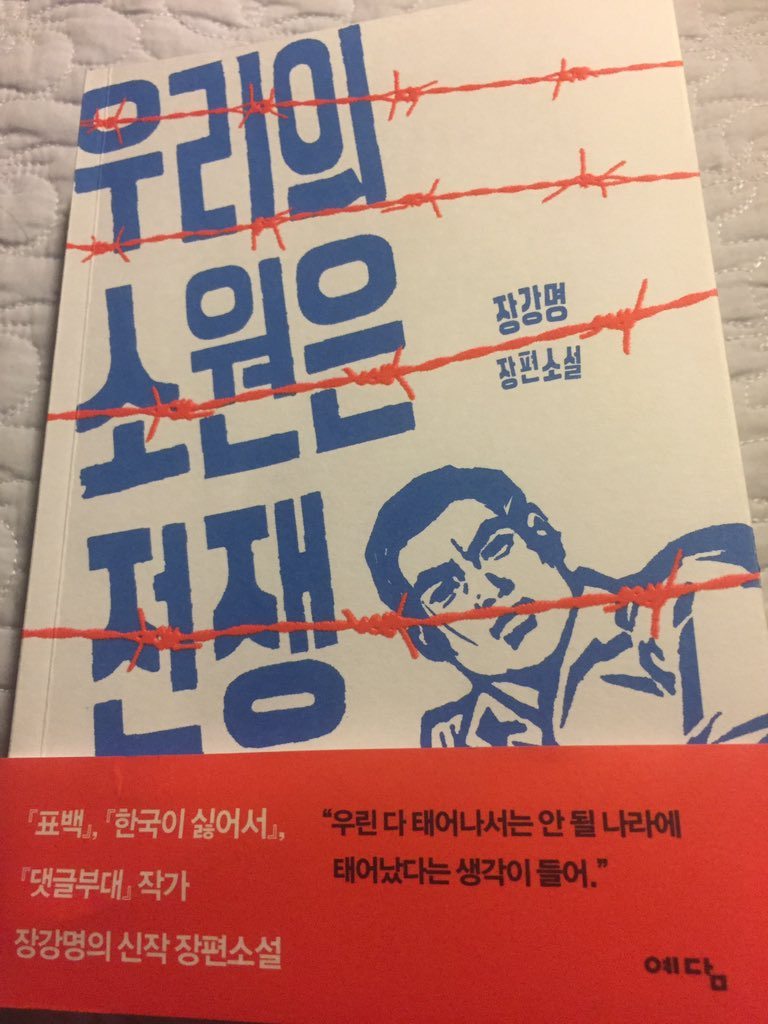 우리의
소원은
전쟁
장강명
장편소설
『표백』, 『한국이 싫어서』,
『댓글부대』 작가
장강명의 신작 장편소설
“우린 다 태어나서는 안 될 나라에
태어났다는 생각이 들어.”
예담